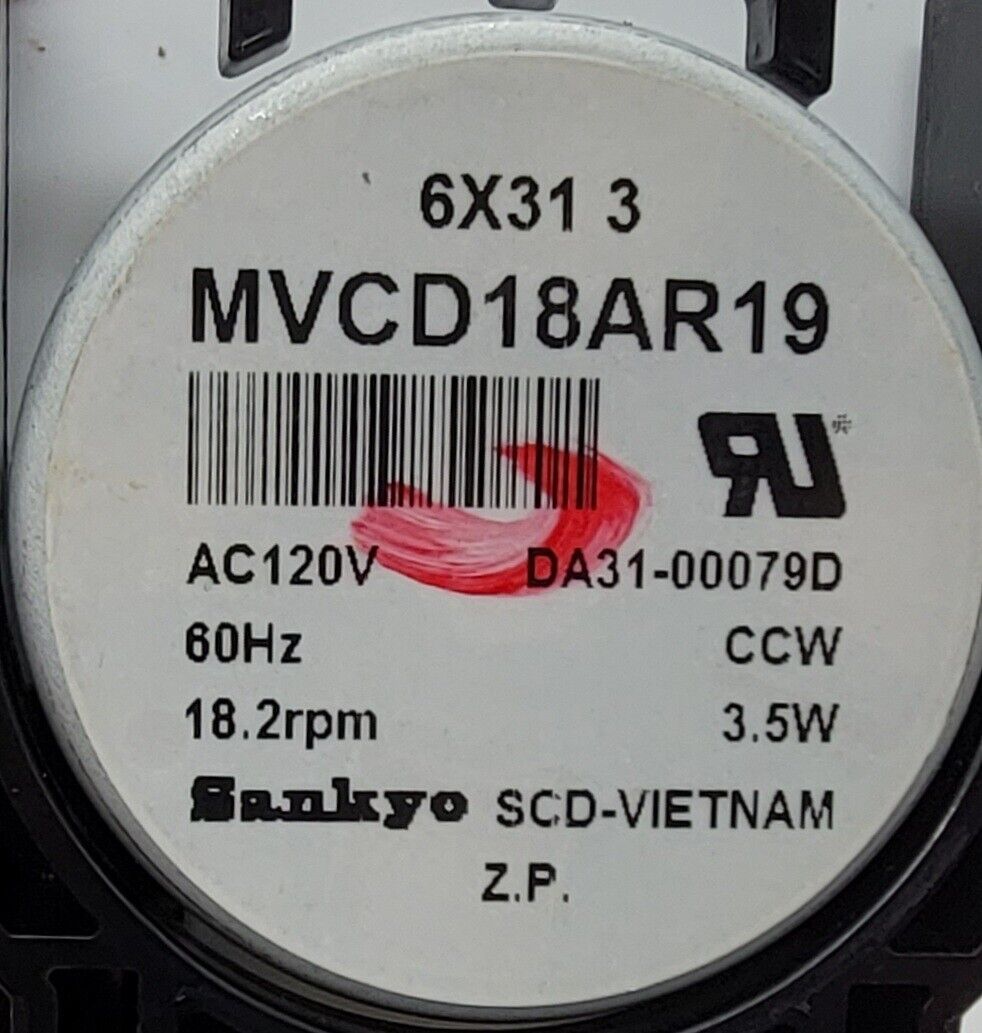 6X31 3
MVCD18AR19
AC120V DA31-00079D
60Hz CCW
18.2rpm 3.5W
Sankyo SCD-VIETNAM
Z.P.